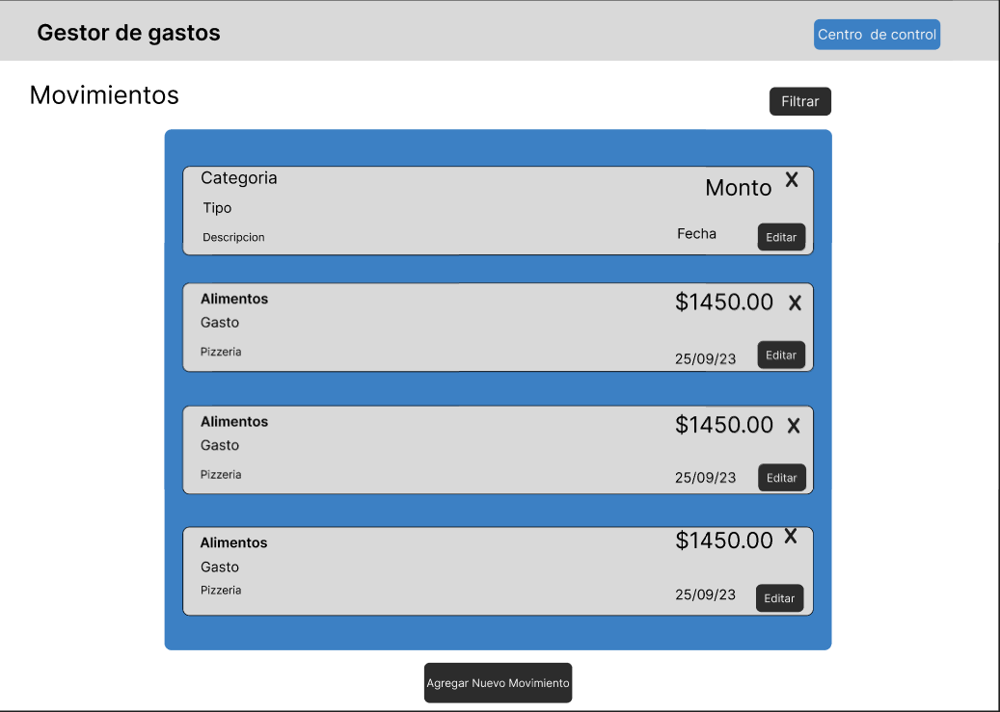 Gestor de gastos
Centro de control
Movimientos
Filtrar
Categoria
Monto X
Tipo
Descripcion
Fecha
Editar
Alimentos
$1450.00 X
Gasto
Pizzeria
25/09/23
Editar
Alimentos
$1450.00 X
Gasto
Pizzeria
25/09/23
Editar
Alimentos
$1450.00 X
Gasto
Pizzeria
25/09/23
Editar
Agregar Nuevo Movimiento